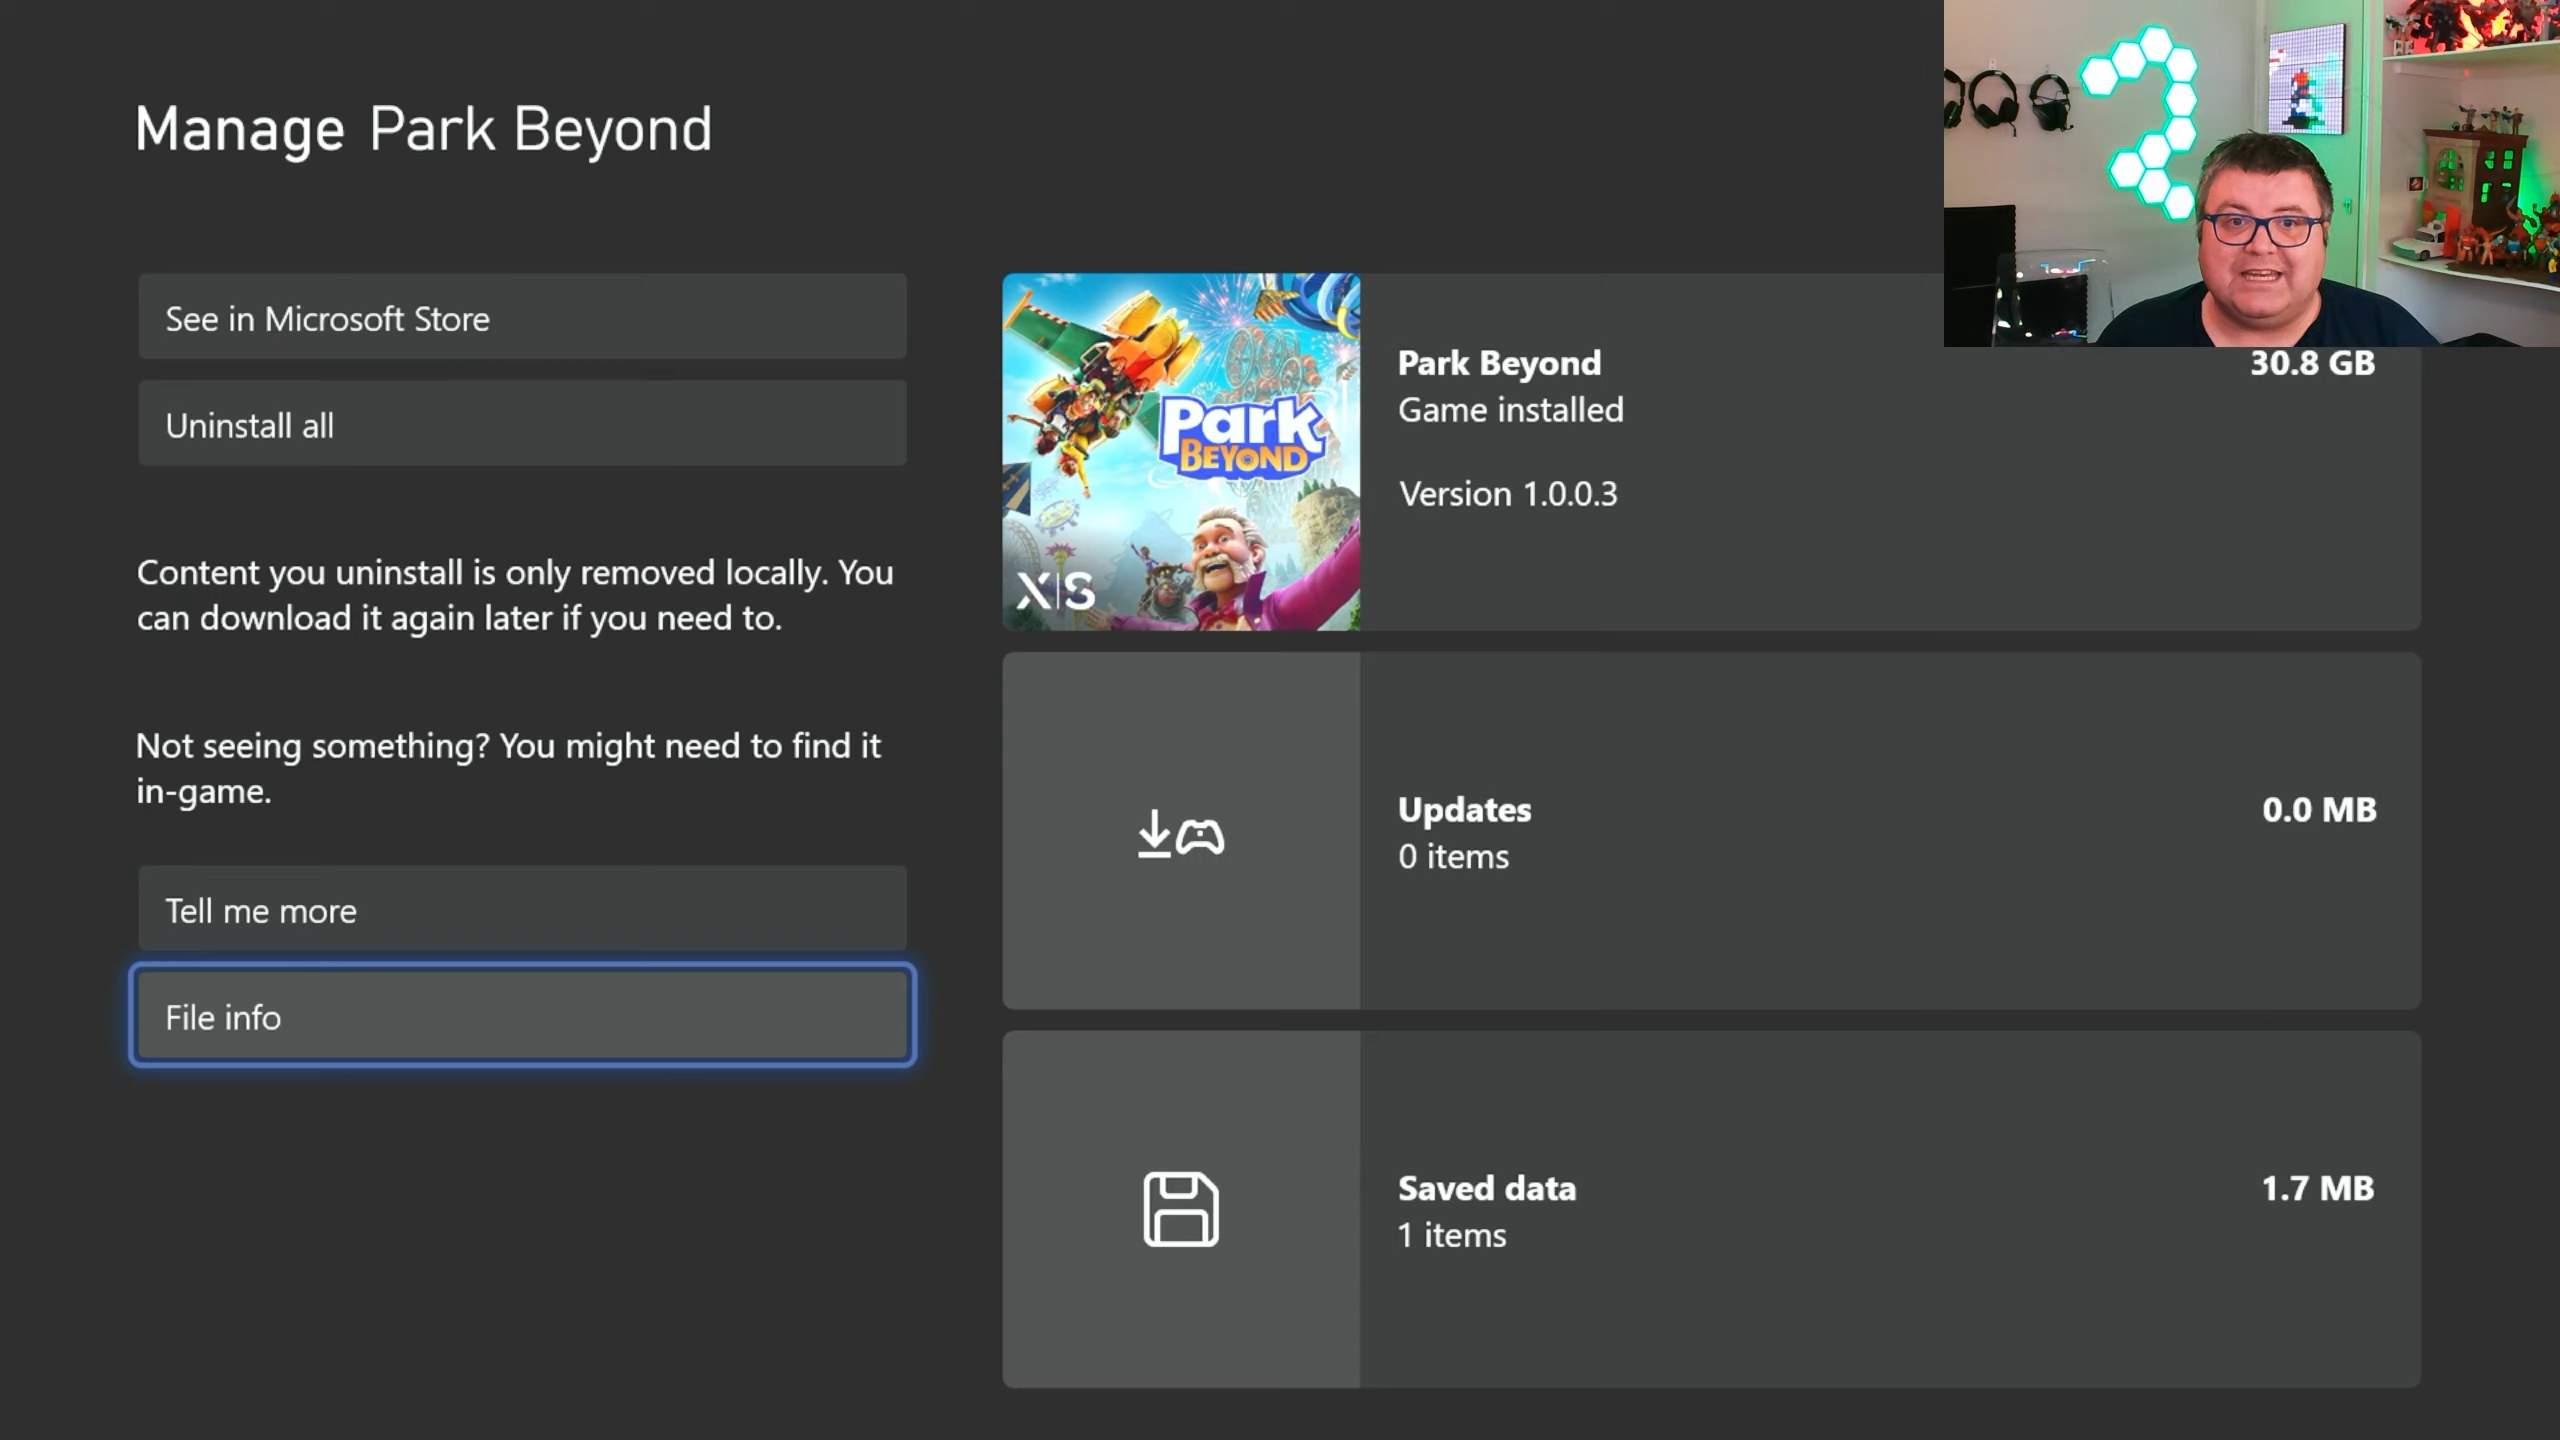 Manage Park Beyond
See in Microsoft Store
Uninstall all
Content you uninstall is only removed locally. You
can download it again later if you need to.
Not seeing something? You might need to find it
in-game.
Tell me more
File info
Park
BEYOND
X|S
Park Beyond
30.8 GB
Game installed
Version 1.0.0.3
Updates
0.0 MB
0 items
Saved data
1.7 MB
1 items